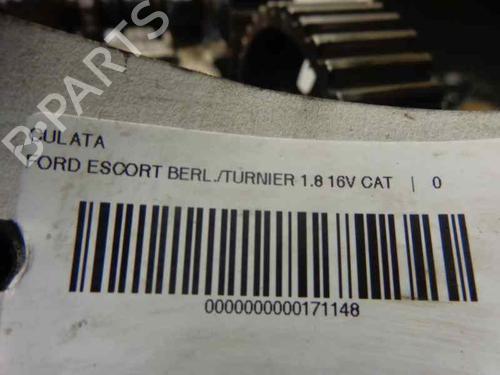 B-PARTS
CULATA
FORD ESCORT BERL./TURNIER 1.8 16V CAT | 0
0000000000171148